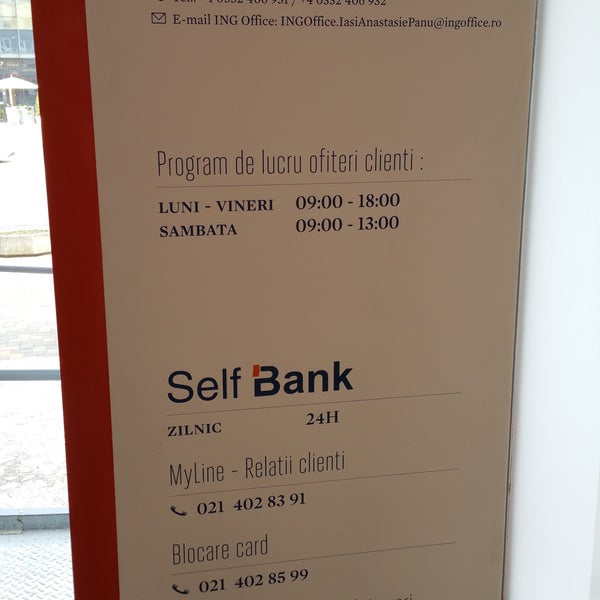 E-mail ING Office: INGOffice.IasiAnastasiePanu@ingoffice.ro
Program de lucru ofiteri clienti :
LUNI - VINERI 09:00 - 18:00
SAMBATA 09:00 - 13:00
Self Bank
ZILNIC 24H
MyLine - Relatii clienti
021 402 83 91
Blocare card
021 402 85 99